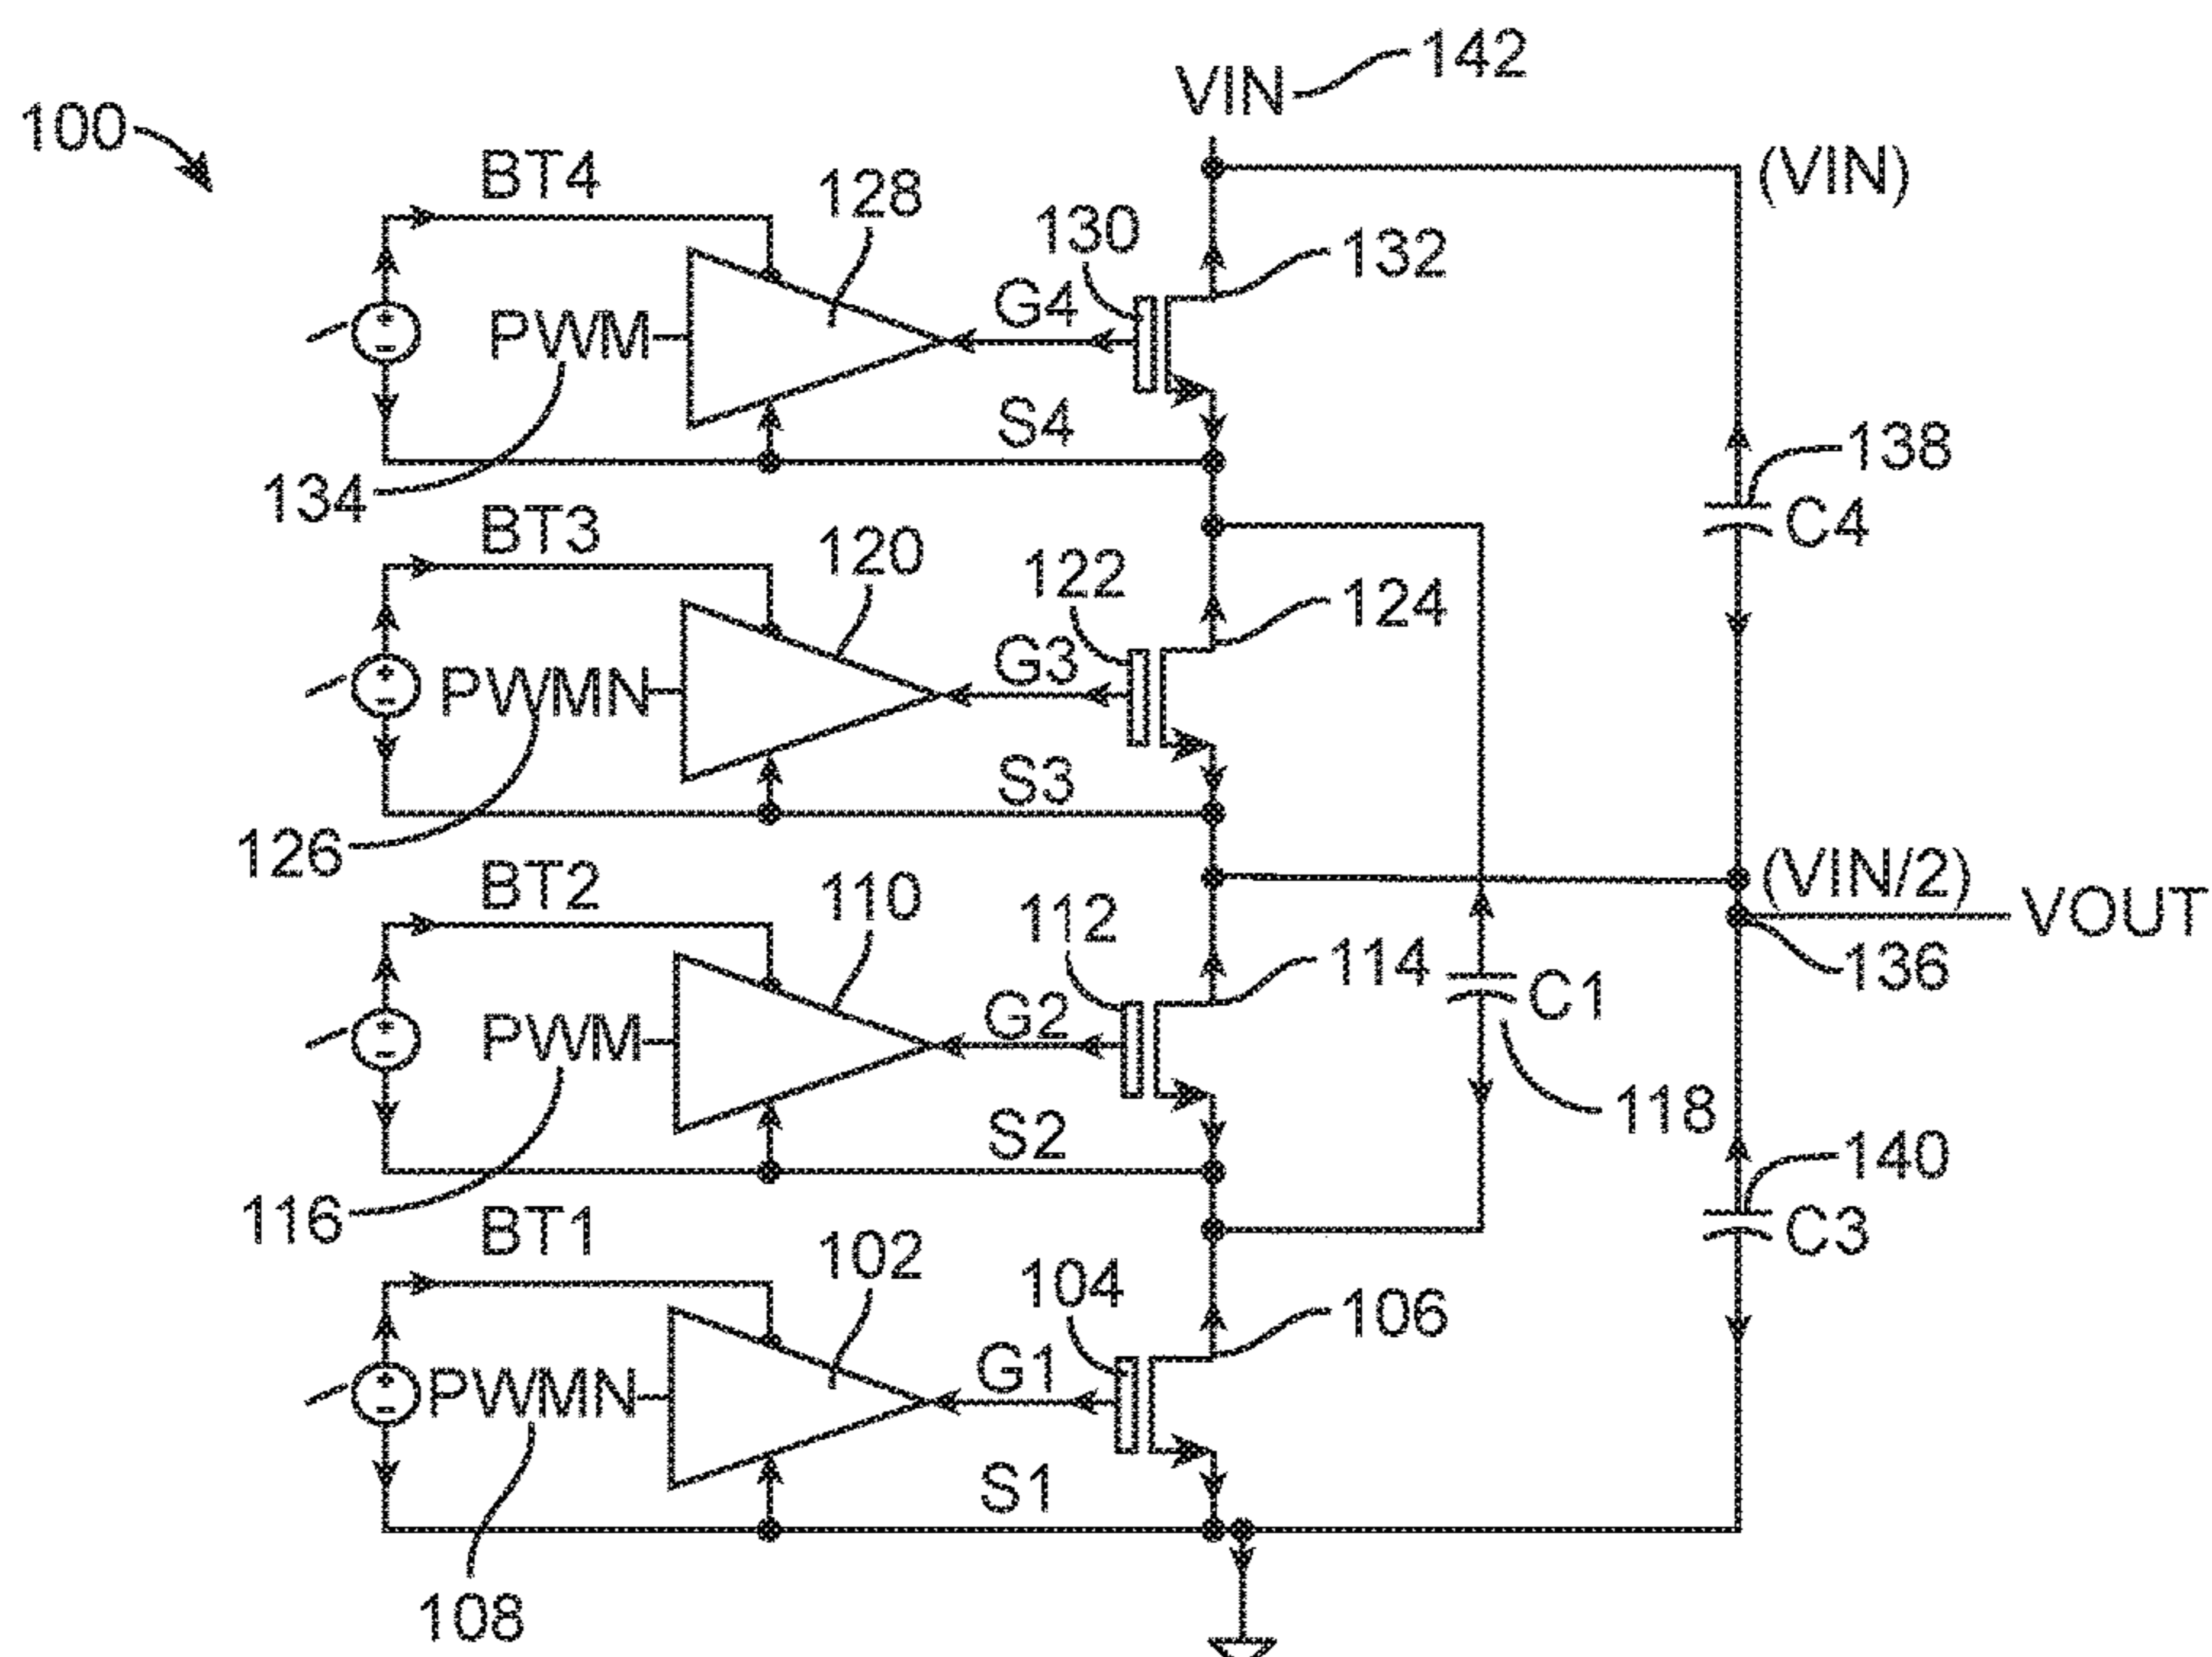 142
VIN
100
(VIN)
BT4
128
130
132
G4
PWM
138
S4
134
C4
BT3
120
122
124
G3
PWMN
S3
126
(VIN/2)
VOUT
BT2
110
112
114
136
C1
G2
PWM
118
S2
140
116
BT1
C3
102
104
106
G1
PWMN
S1
108